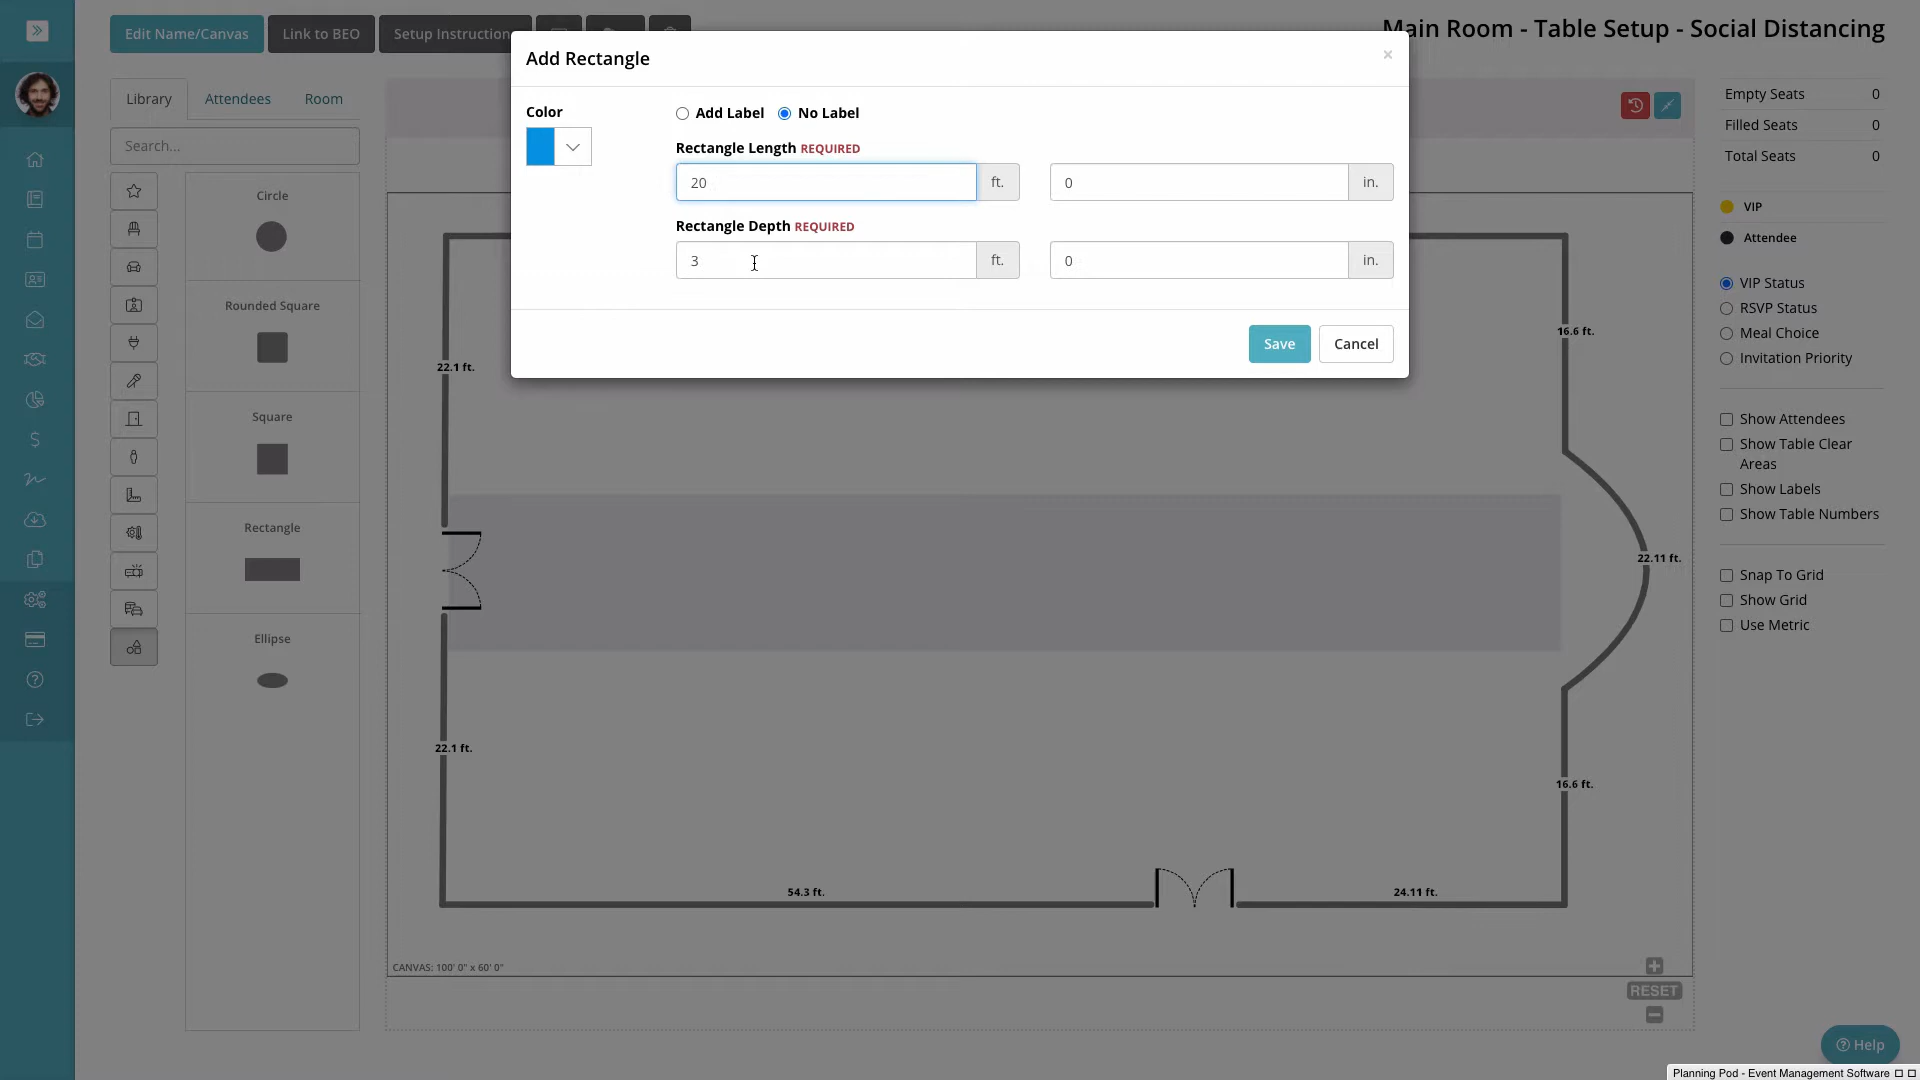 Edit Name/Canvas
Link to BEO
Setup Instruction
Main Room - Table Setup - Social Distancing
Add Rectangle
×
Color
Add Label
No Label
Rectangle Length REQUIRED
20
ft.
0
in.
Rectangle Depth REQUIRED
3
ft.
0
in.
Save
Cancel
Library
Attendees
Room
Search...
Circle
Rounded Square
Square
Rectangle
Ellipse
22.1 ft.
16.6 ft.
22.11 ft.
22.1 ft.
16.6 ft.
54.3 ft.
24.11 ft.
CANVAS: 100' 0" x 60' 0"
RESET
Empty Seats 0
Filled Seats 0
Total Seats 0
VIP
Attendee
VIP Status
RSVP Status
Meal Choice
Invitation Priority
Show Attendees
Show Table Clear
Areas
Show Labels
Show Table Numbers
Snap To Grid
Show Grid
Use Metric
Help
Planning Pod - Event Management Software